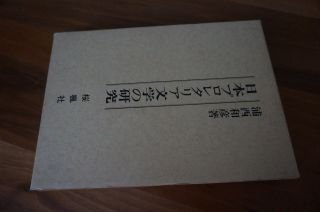 浦西和彦著
日本プロレタリア文学の研究
桜楓社